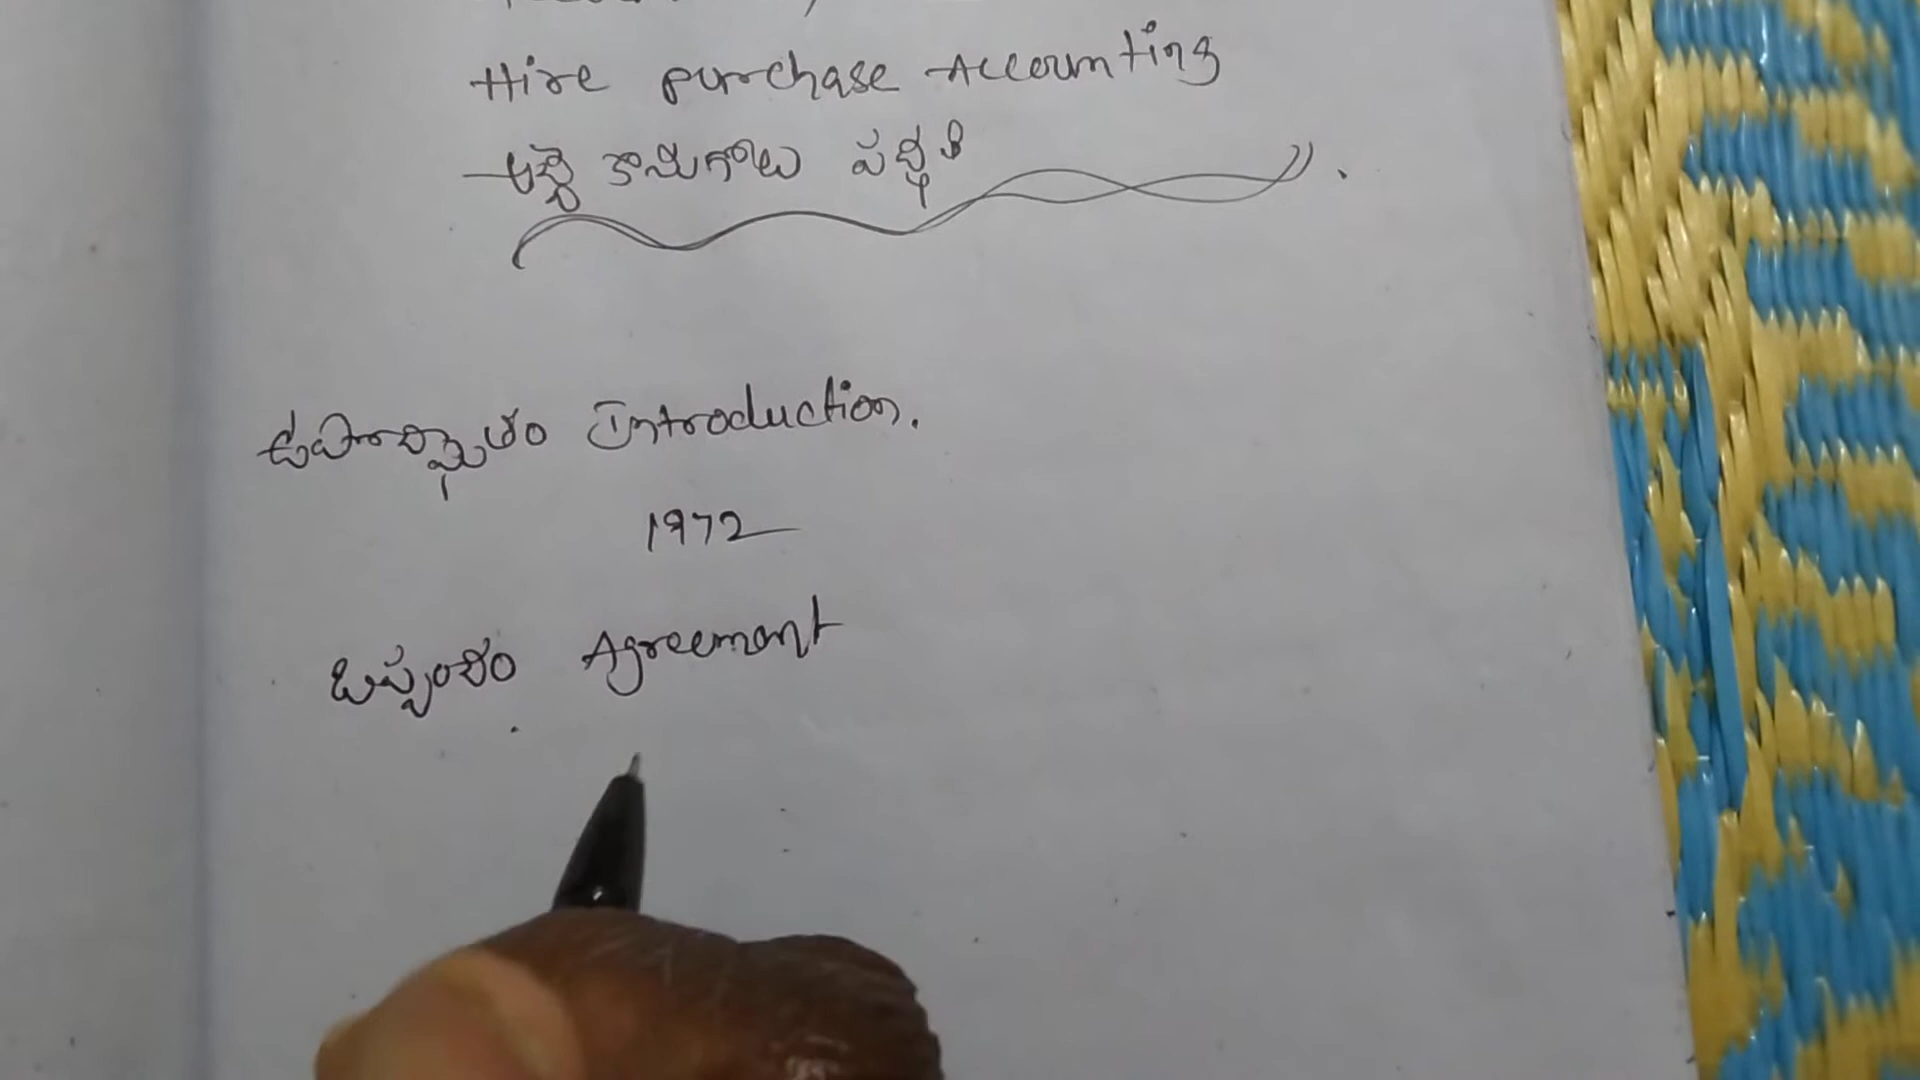 Hire purchase Accounting
అద్దె కొనుగోలు పద్ధతి
ఉపోద్ఘాతం Introduction.
1972
ఒప్పందం Agreement